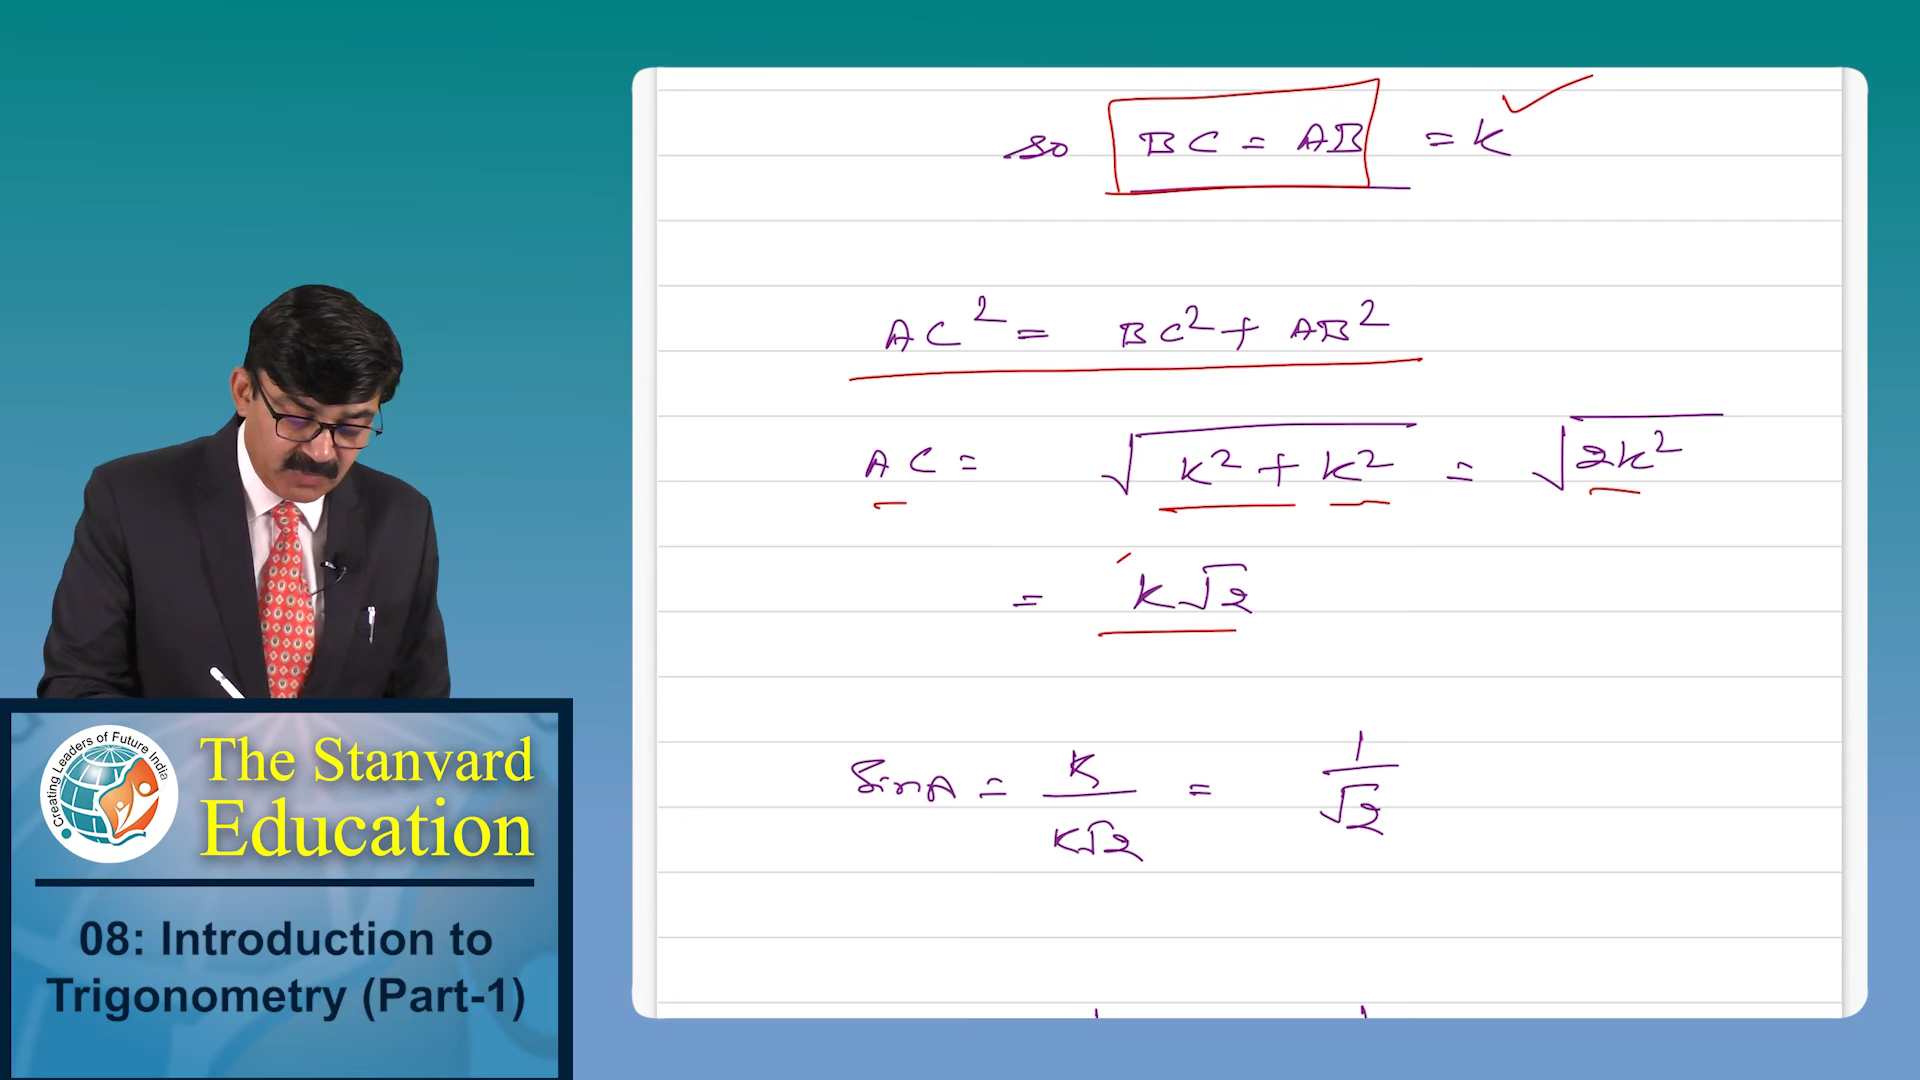 so BC = AB = k
AC² = BC² + AB²
AC = √(k² + k²) = √(2k²)
= k√2
SinA = k/k√2 = 1/√2
Creating Leaders of Future India
The Stanvard
Education
08: Introduction to
Trigonometry (Part-1)